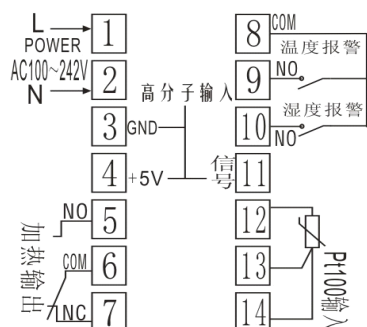 L
POWER
AC100~242V
N
1
2
3
GND
4
+5V
5
NO
6
COM
7
NC
加热输出
高分子输入
信号
8
COM
温度报警
9
NO
湿度报警
10
NO
11
12
13
14
Pt100输入